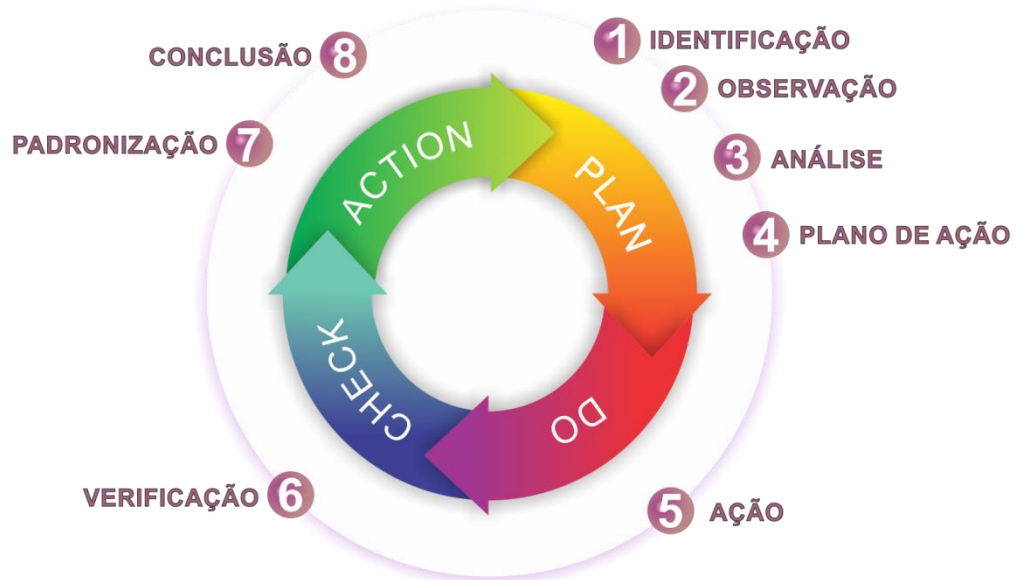 1 IDENTIFICAÇÃO
2 OBSERVAÇÃO
3 ANÁLISE
4 PLANO DE AÇÃO
5 AÇÃO
6 VERIFICAÇÃO
7 PADRONIZAÇÃO
8 CONCLUSÃO
PLAN
DO
CHECK
ACTION